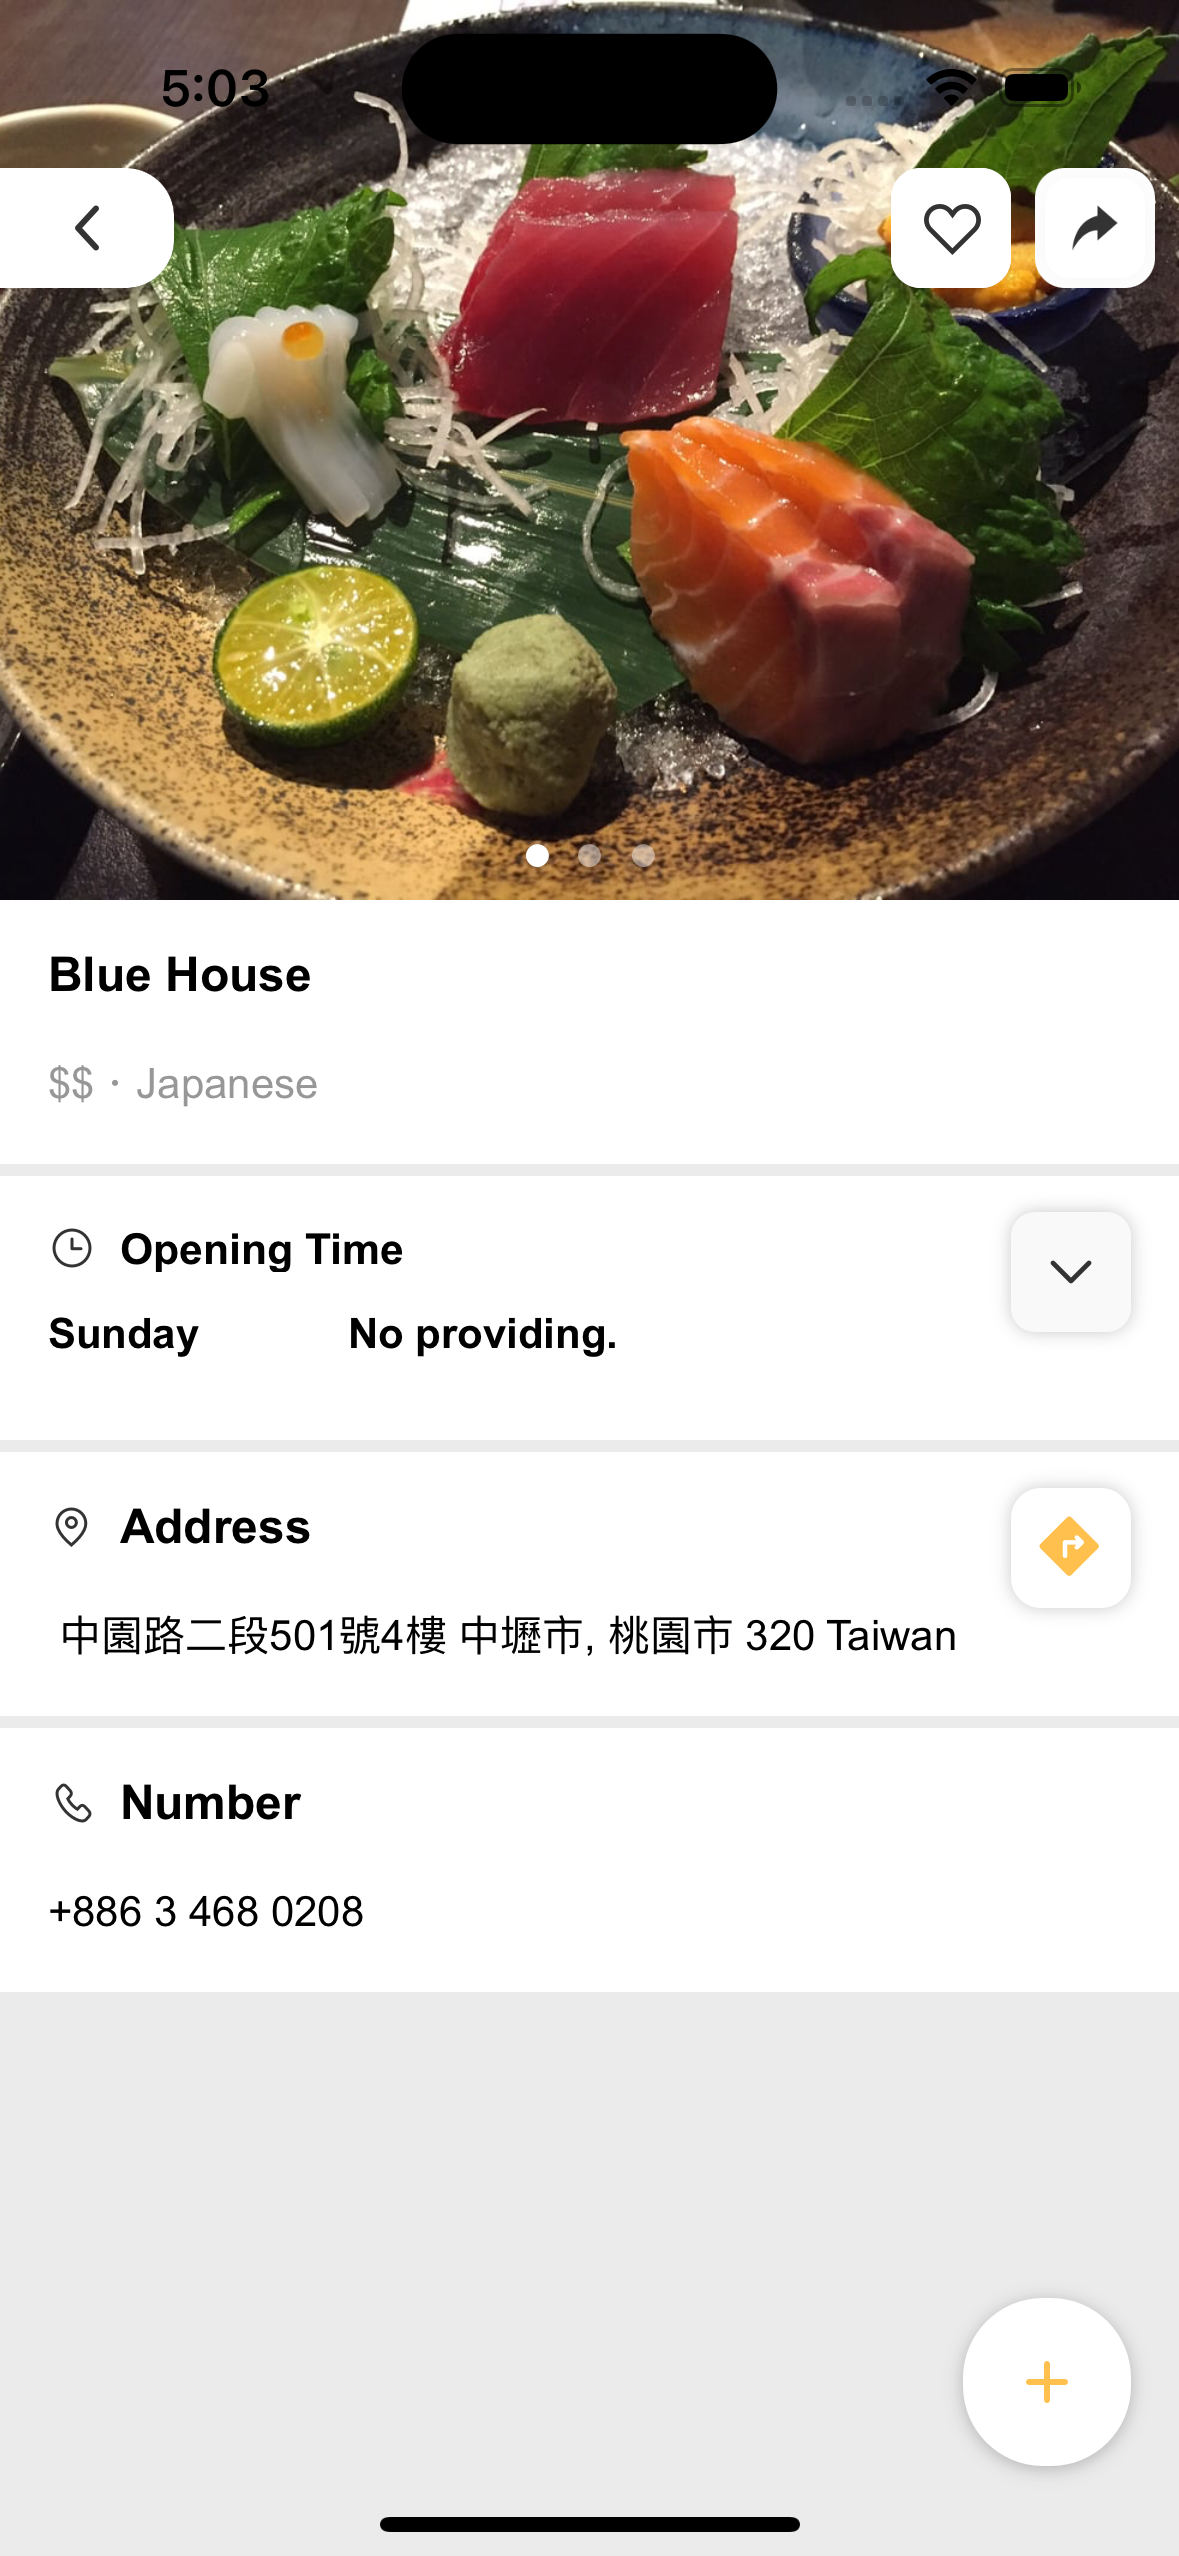 5:03
Blue House
$$ · Japanese
Opening Time
Sunday No providing.
Address
中園路二段501號4樓 中壢市, 桃園市 320 Taiwan
Number
+886 3 468 0208